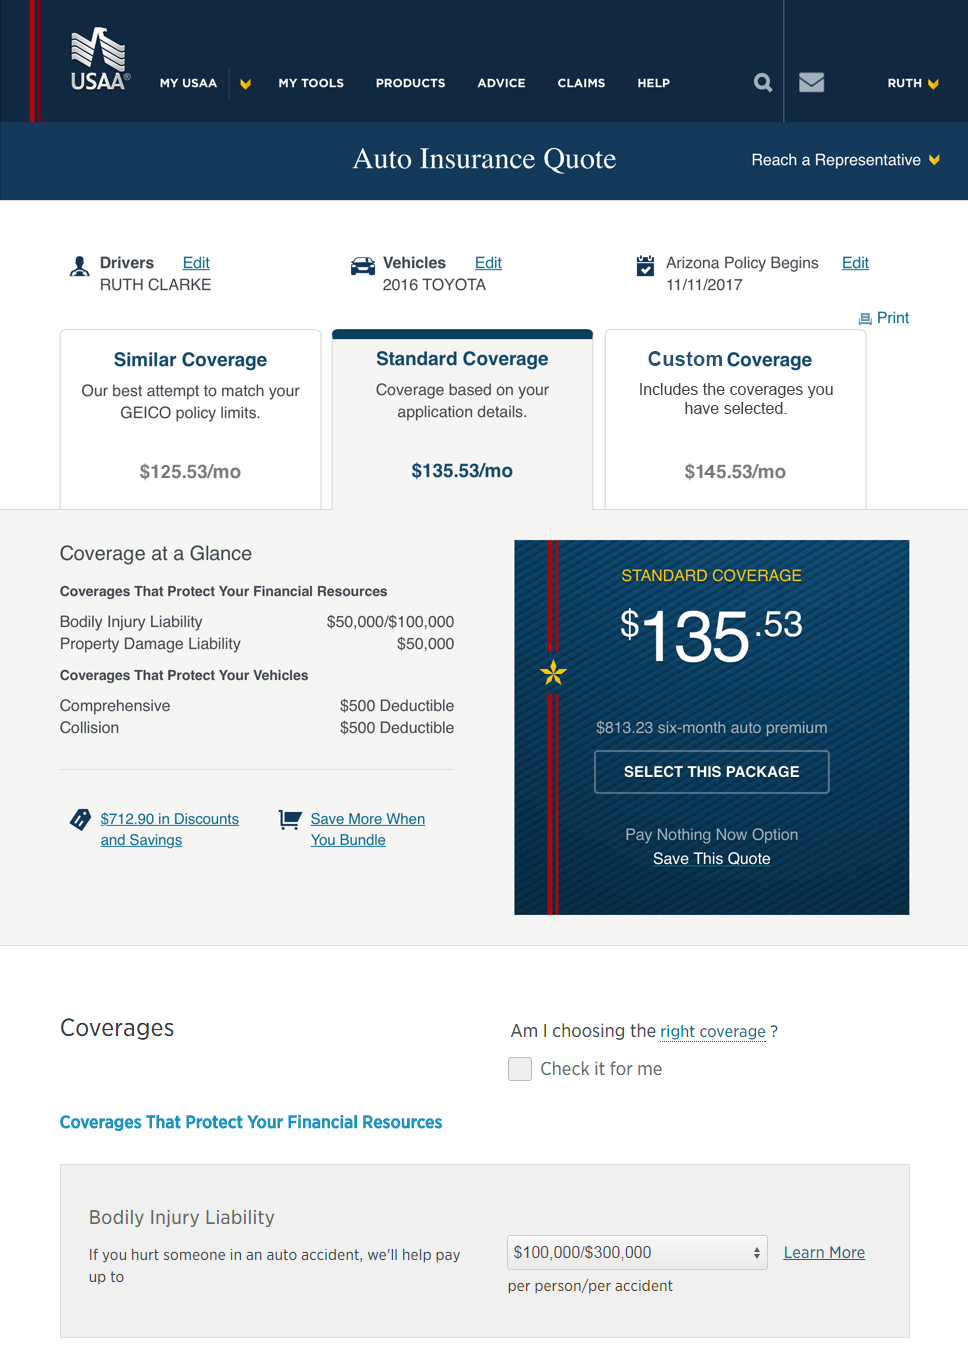 USAA®
MY USAA
MY TOOLS
PRODUCTS
ADVICE
CLAIMS
HELP
RUTH
Auto Insurance Quote
Reach a Representative
Drivers Edit
RUTH CLARKE
Vehicles Edit
2016 TOYOTA
Arizona Policy Begins Edit
11/11/2017
Print
Similar Coverage
Our best attempt to match your
GEICO policy limits.
$125.53/mo
Standard Coverage
Coverage based on your
application details.
$135.53/mo
Custom Coverage
Includes the coverages you
have selected.
$145.53/mo
Coverage at a Glance
Coverages That Protect Your Financial Resources
Bodily Injury Liability $50,000/$100,000
Property Damage Liability $50,000
Coverages That Protect Your Vehicles
Comprehensive $500 Deductible
Collision $500 Deductible
$712.90 in Discounts
and Savings
Save More When
You Bundle
STANDARD COVERAGE
$135.53
$813.23 six-month auto premium
SELECT THIS PACKAGE
Pay Nothing Now Option
Save This Quote
Coverages
Am I choosing the right coverage ?
Check it for me
Coverages That Protect Your Financial Resources
Bodily Injury Liability
If you hurt someone in an auto accident, we'll help pay
up to
$100,000/$300,000 Learn More
per person/per accident